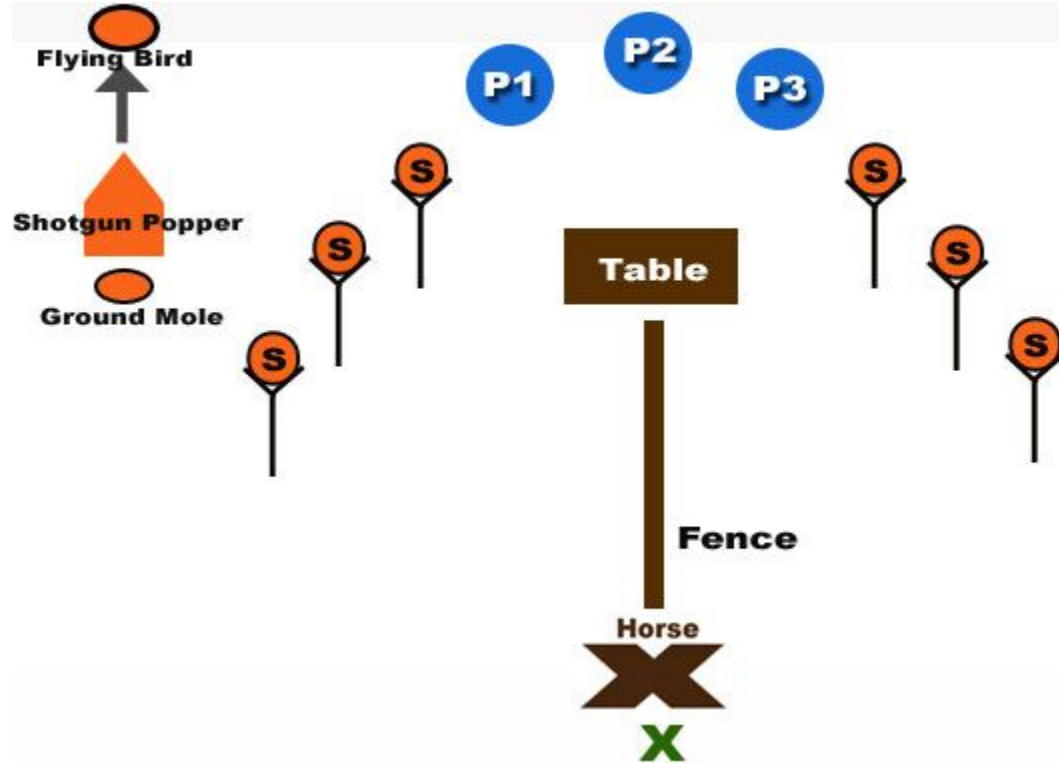 Flying Bird
P1
P2
P3
S
S
Shotgun Popper
S
Table
S
S
Ground Mole
S
Fence
Horse
X